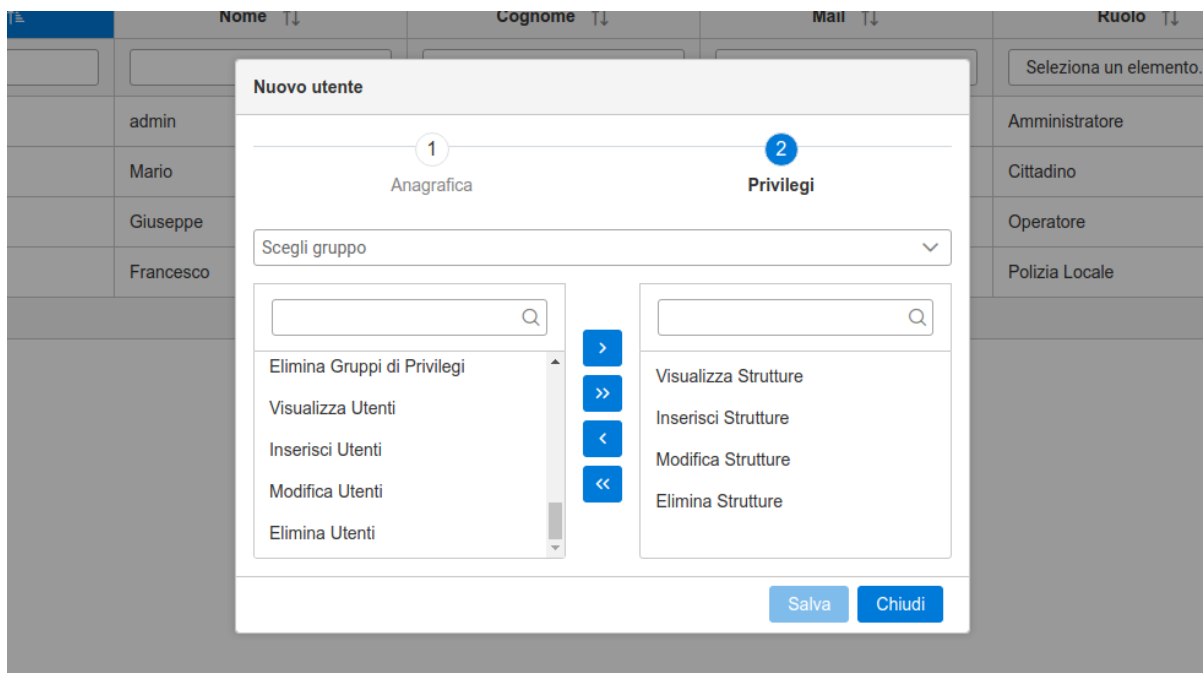 Nome Cognome Mail Ruolo
Seleziona un elemento.
Nuovo utente
admin Amministratore
1 2
Mario Cittadino
Anagrafica Privilegi
Giuseppe Operatore
Scegli gruppo
Francesco Polizia Locale
Elimina Gruppi di Privilegi
Visualizza Utenti
Inserisci Utenti
Modifica Utenti
Elimina Utenti
Visualizza Strutture
Inserisci Strutture
Modifica Strutture
Elimina Strutture
Salva Chiudi